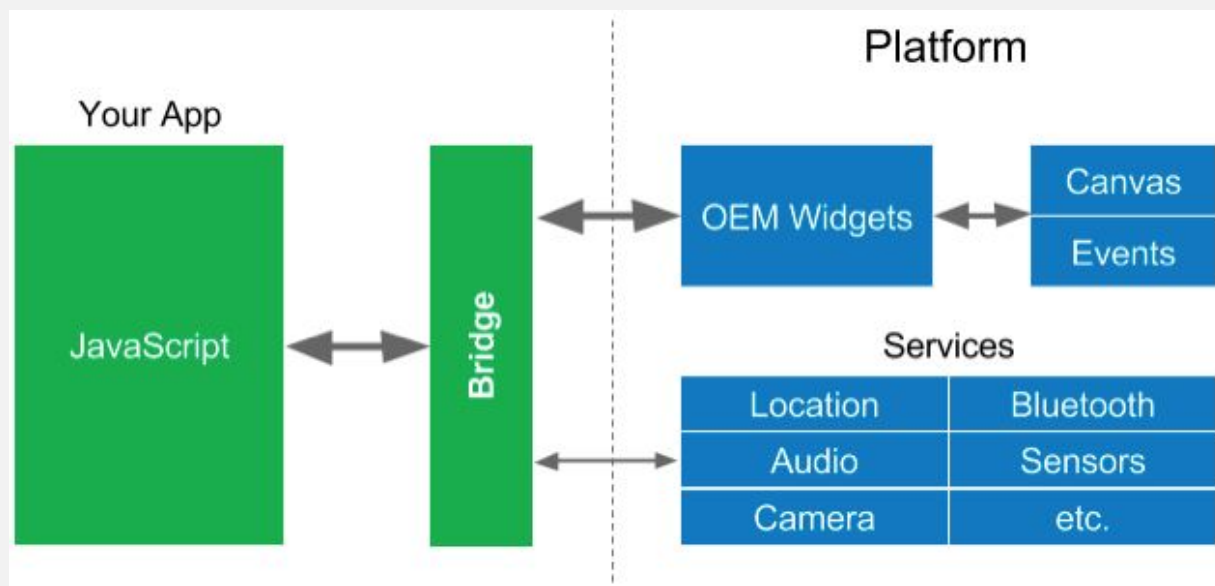 Platform
Your App
JavaScript
Bridge
OEM Widgets
Canvas
Events
Services
Location
Bluetooth
Audio
Sensors
Camera
etc.